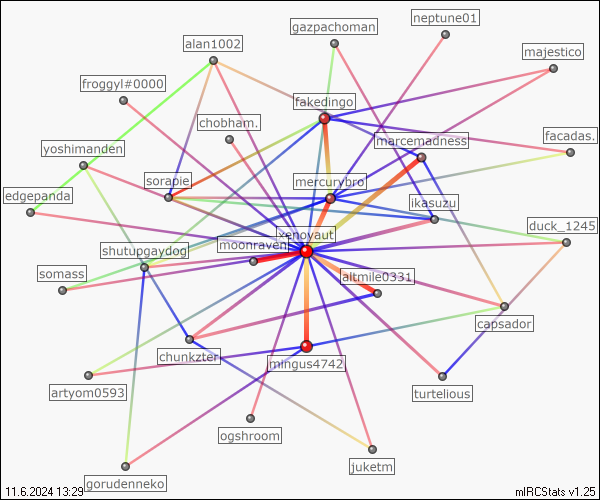 neptune01
gazpachoman
alan1002
majestico
froggyl#0000
fakedingo
chobham.
marcemadness
facadas.
yoshimanden
sorapie
mercurybro
edgepanda
ikasuzu
duck_1245
xenoyaut
moonraven
shutupgaydog
somass
altmile0331
capsador
chunkzter
mingus4742
artyom0593
turtelious
ogshroom
juketm
gorudenneko
11.6.2024 13:29
mIRCStats v1.25